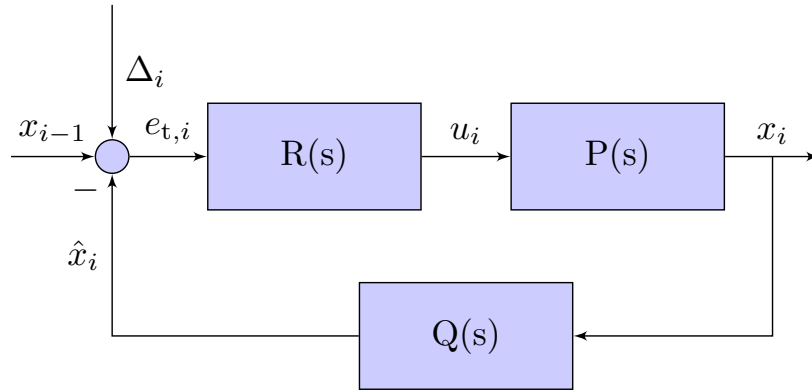 Δ_i
x_{i−1}
e_{t,i}
R(s)
u_i
P(s)
x_i
−
x̂_i
Q(s)